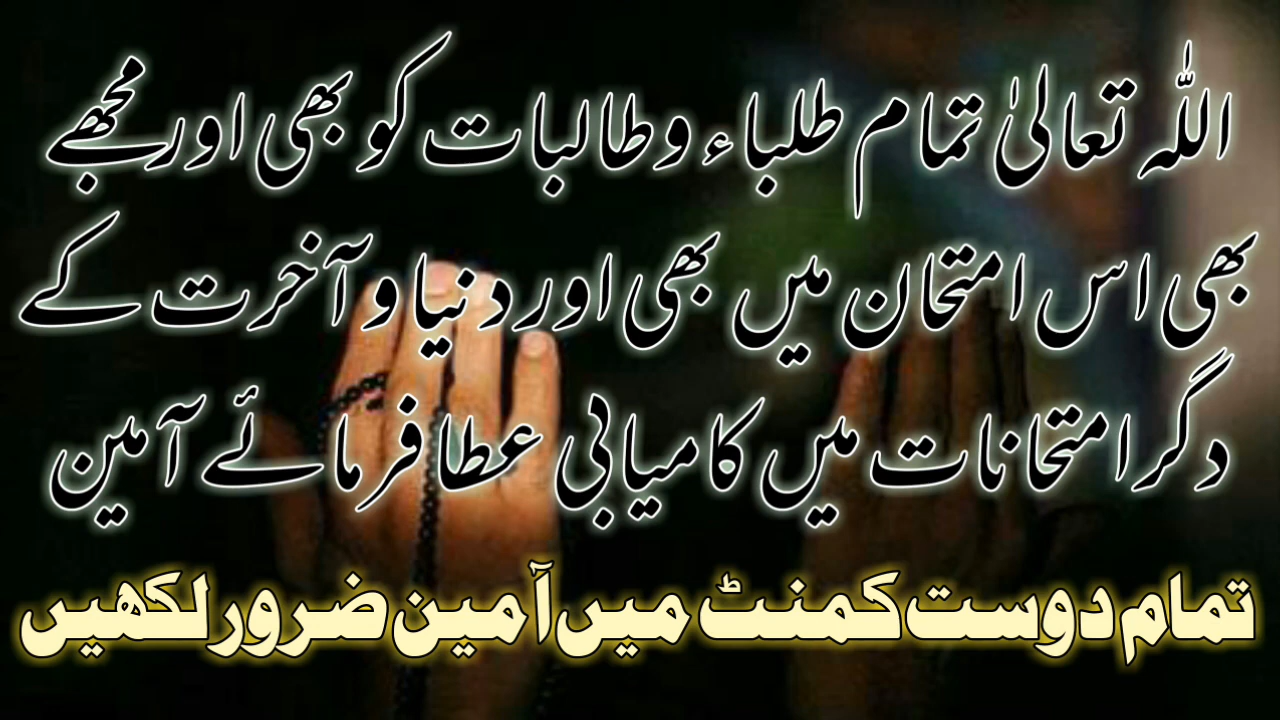 اللہ تعالیٰ تمام طلباء و طالبات کو بھی اور مجھے
بھی اس امتحان میں بھی اور دنیا و آخرت کے
دگر امتحانات میں کامیابی عطا فرمائے آمین
تمام دوست کمنٹ میں آمین ضرور لکھیں